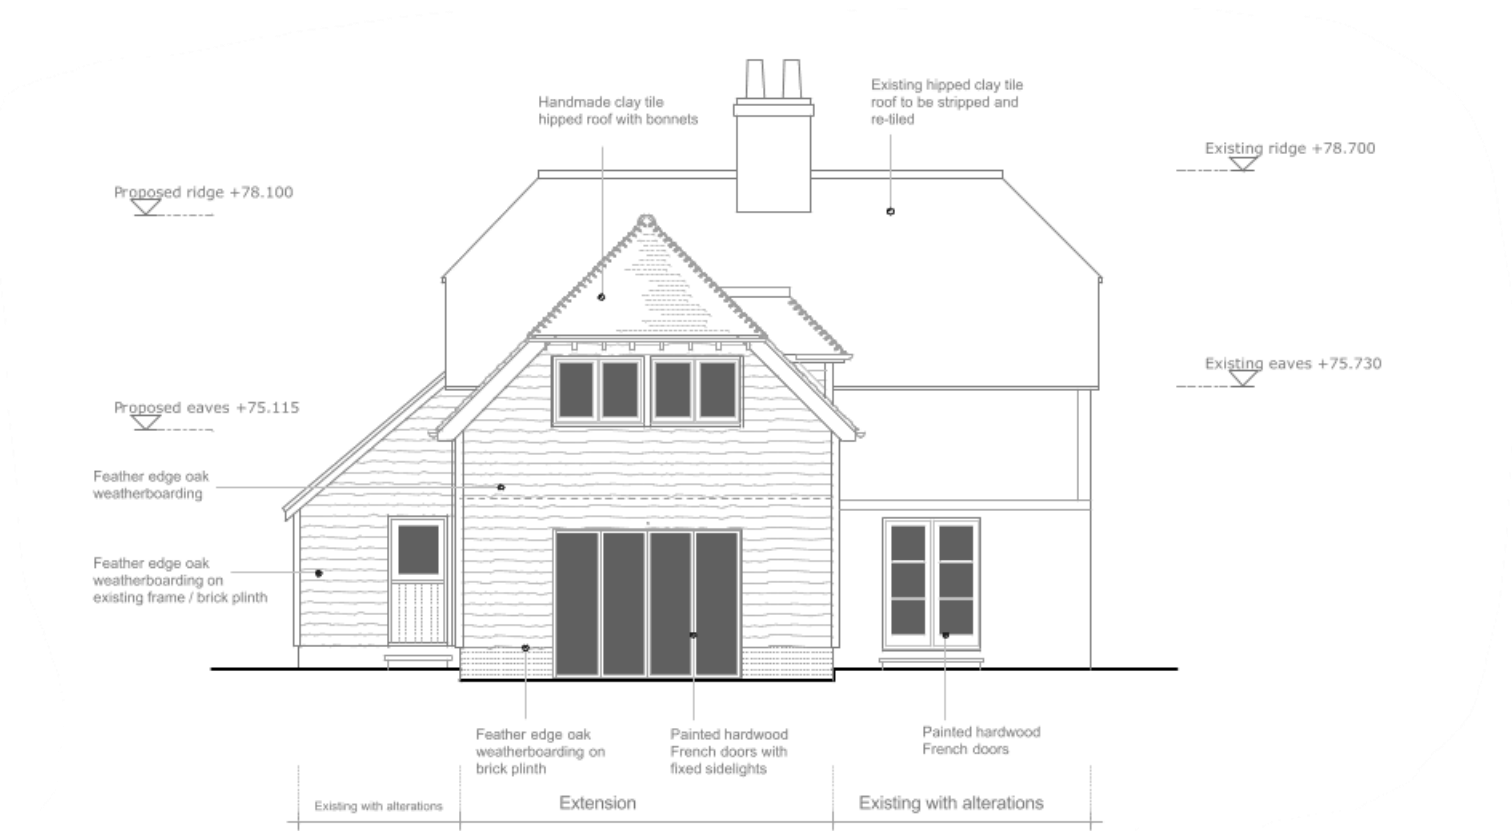 Handmade clay tile
hipped roof with bonnets
Existing hipped clay tile
roof to be stripped and
re-tiled
Existing ridge +78.700
Proposed ridge +78.100
Existing eaves +75.730
Proposed eaves +75.115
Feather edge oak
weatherboarding
Feather edge oak
weatherboarding on
existing frame / brick plinth
Feather edge oak
weatherboarding on
brick plinth
Painted hardwood
French doors with
fixed sidelights
Painted hardwood
French doors
Existing with alterations
Extension
Existing with alterations